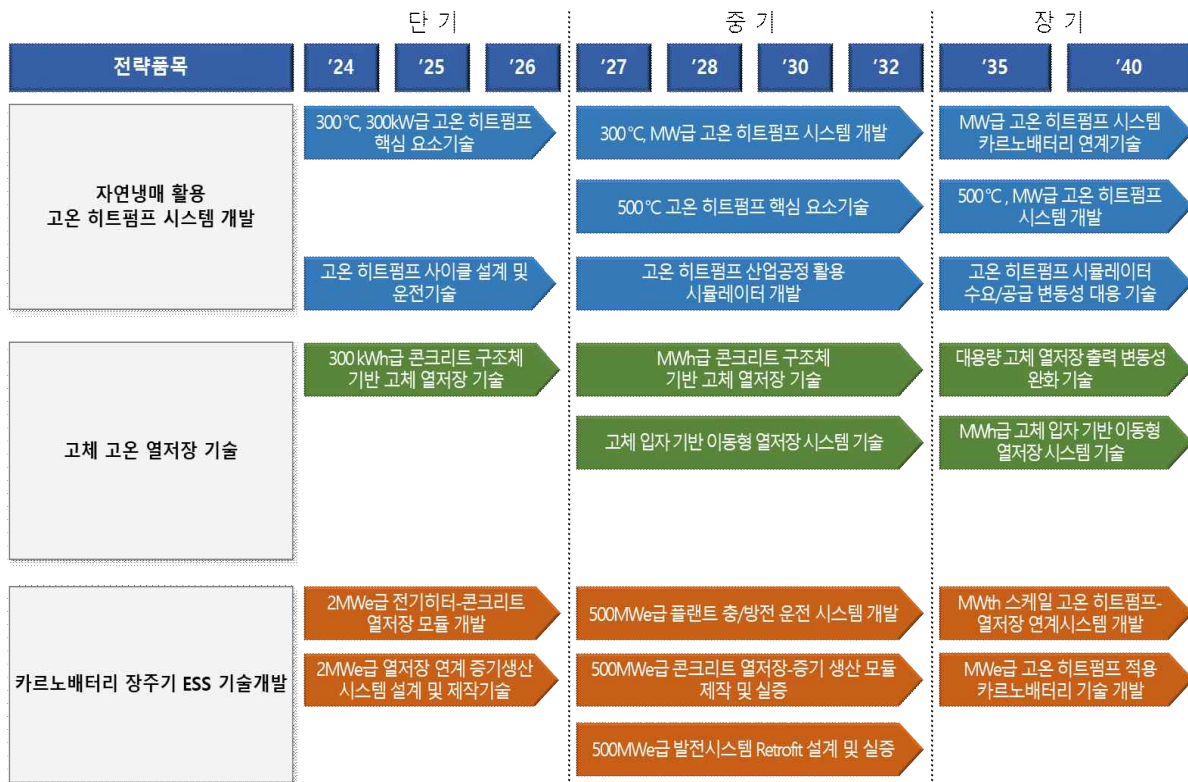 단 기
중 기
장 기
전략품목
'24
'25
'26
'27
'28
'30
'32
'35
'40
자연냉매 활용
고온 히트펌프 시스템 개발
300℃, 300kW급 고온 히트펌프
핵심 요소기술
300℃, MW급 고온 히트펌프 시스템 개발
MW급 고온 히트펌프 시스템
카르노배터리 연계기술
500℃ 고온 히트펌프 핵심 요소기술
500℃ , MW급 고온 히트펌프
시스템 개발
고온 히트펌프 사이클 설계 및
운전기술
고온 히트펌프 산업공정 활용
시뮬레이터 개발
고온 히트펌프 시뮬레이터
수요/공급 변동성 대응 기술
고체 고온 열저장 기술
300 kWh급 콘크리트 구조체
기반 고체 열저장 기술
MWh급 콘크리트 구조체
기반 고체 열저장 기술
대용량 고체 열저장 출력 변동성
완화 기술
고체 입자 기반 이동형 열저장 시스템 기술
MWh급 고체 입자 기반 이동형
열저장 시스템 기술
카르노배터리 장주기 ESS 기술개발
2MWe급 전기히터-콘크리트
열저장 모듈 개발
500MWe급 플랜트 충/방전 운전 시스템 개발
MWth 스케일 고온 히트펌프-
열저장 연계시스템 개발
2MWe급 열저장 연계 증기생산
시스템 설계 및 제작기술
500MWe급 콘크리트 열저장-증기 생산 모듈
제작 및 실증
MWe급 고온 히트펌프 적용
카르노배터리 기술 개발
500MWe급 발전시스템 Retrofit 설계 및 실증